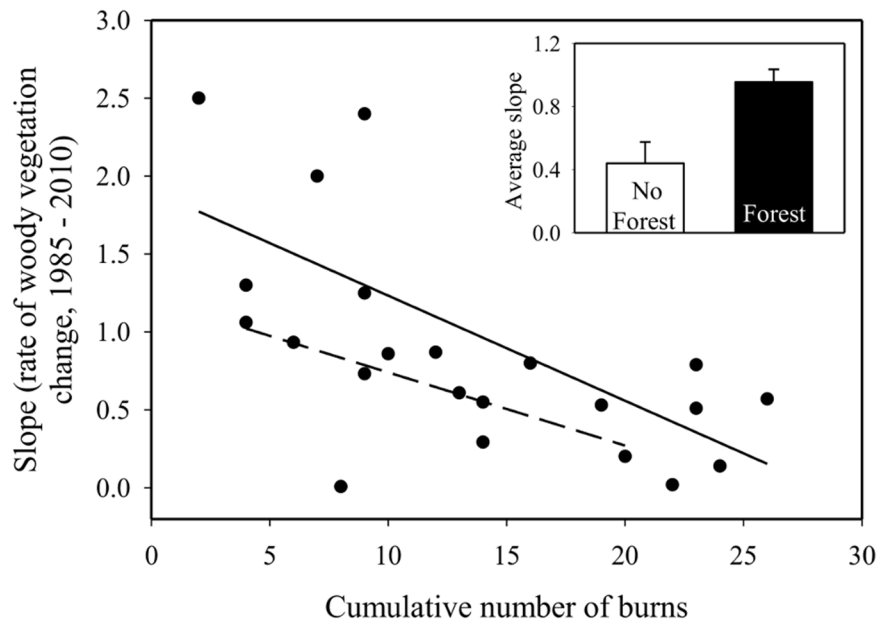 3.0
2.5
2.0
1.5
1.0
0.5
0.0
Slope (rate of woody vegetation
change, 1985 - 2010)
0
5
10
15
20
25
30
Cumulative number of burns
1.2
0.8
0.4
0.0
Average slope
No
Forest
Forest